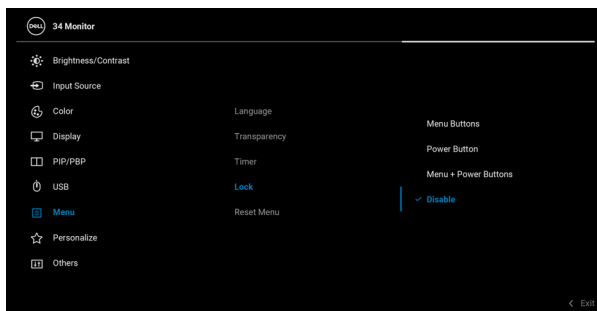 DELL 34 Monitor
Brightness/Contrast
Input Source
Color
Display
PIP/PBP
USB
Menu
Personalize
Others
Language
Transparency
Timer
Lock
Reset Menu
Menu Buttons
Power Button
Menu + Power Buttons
Disable
Exit